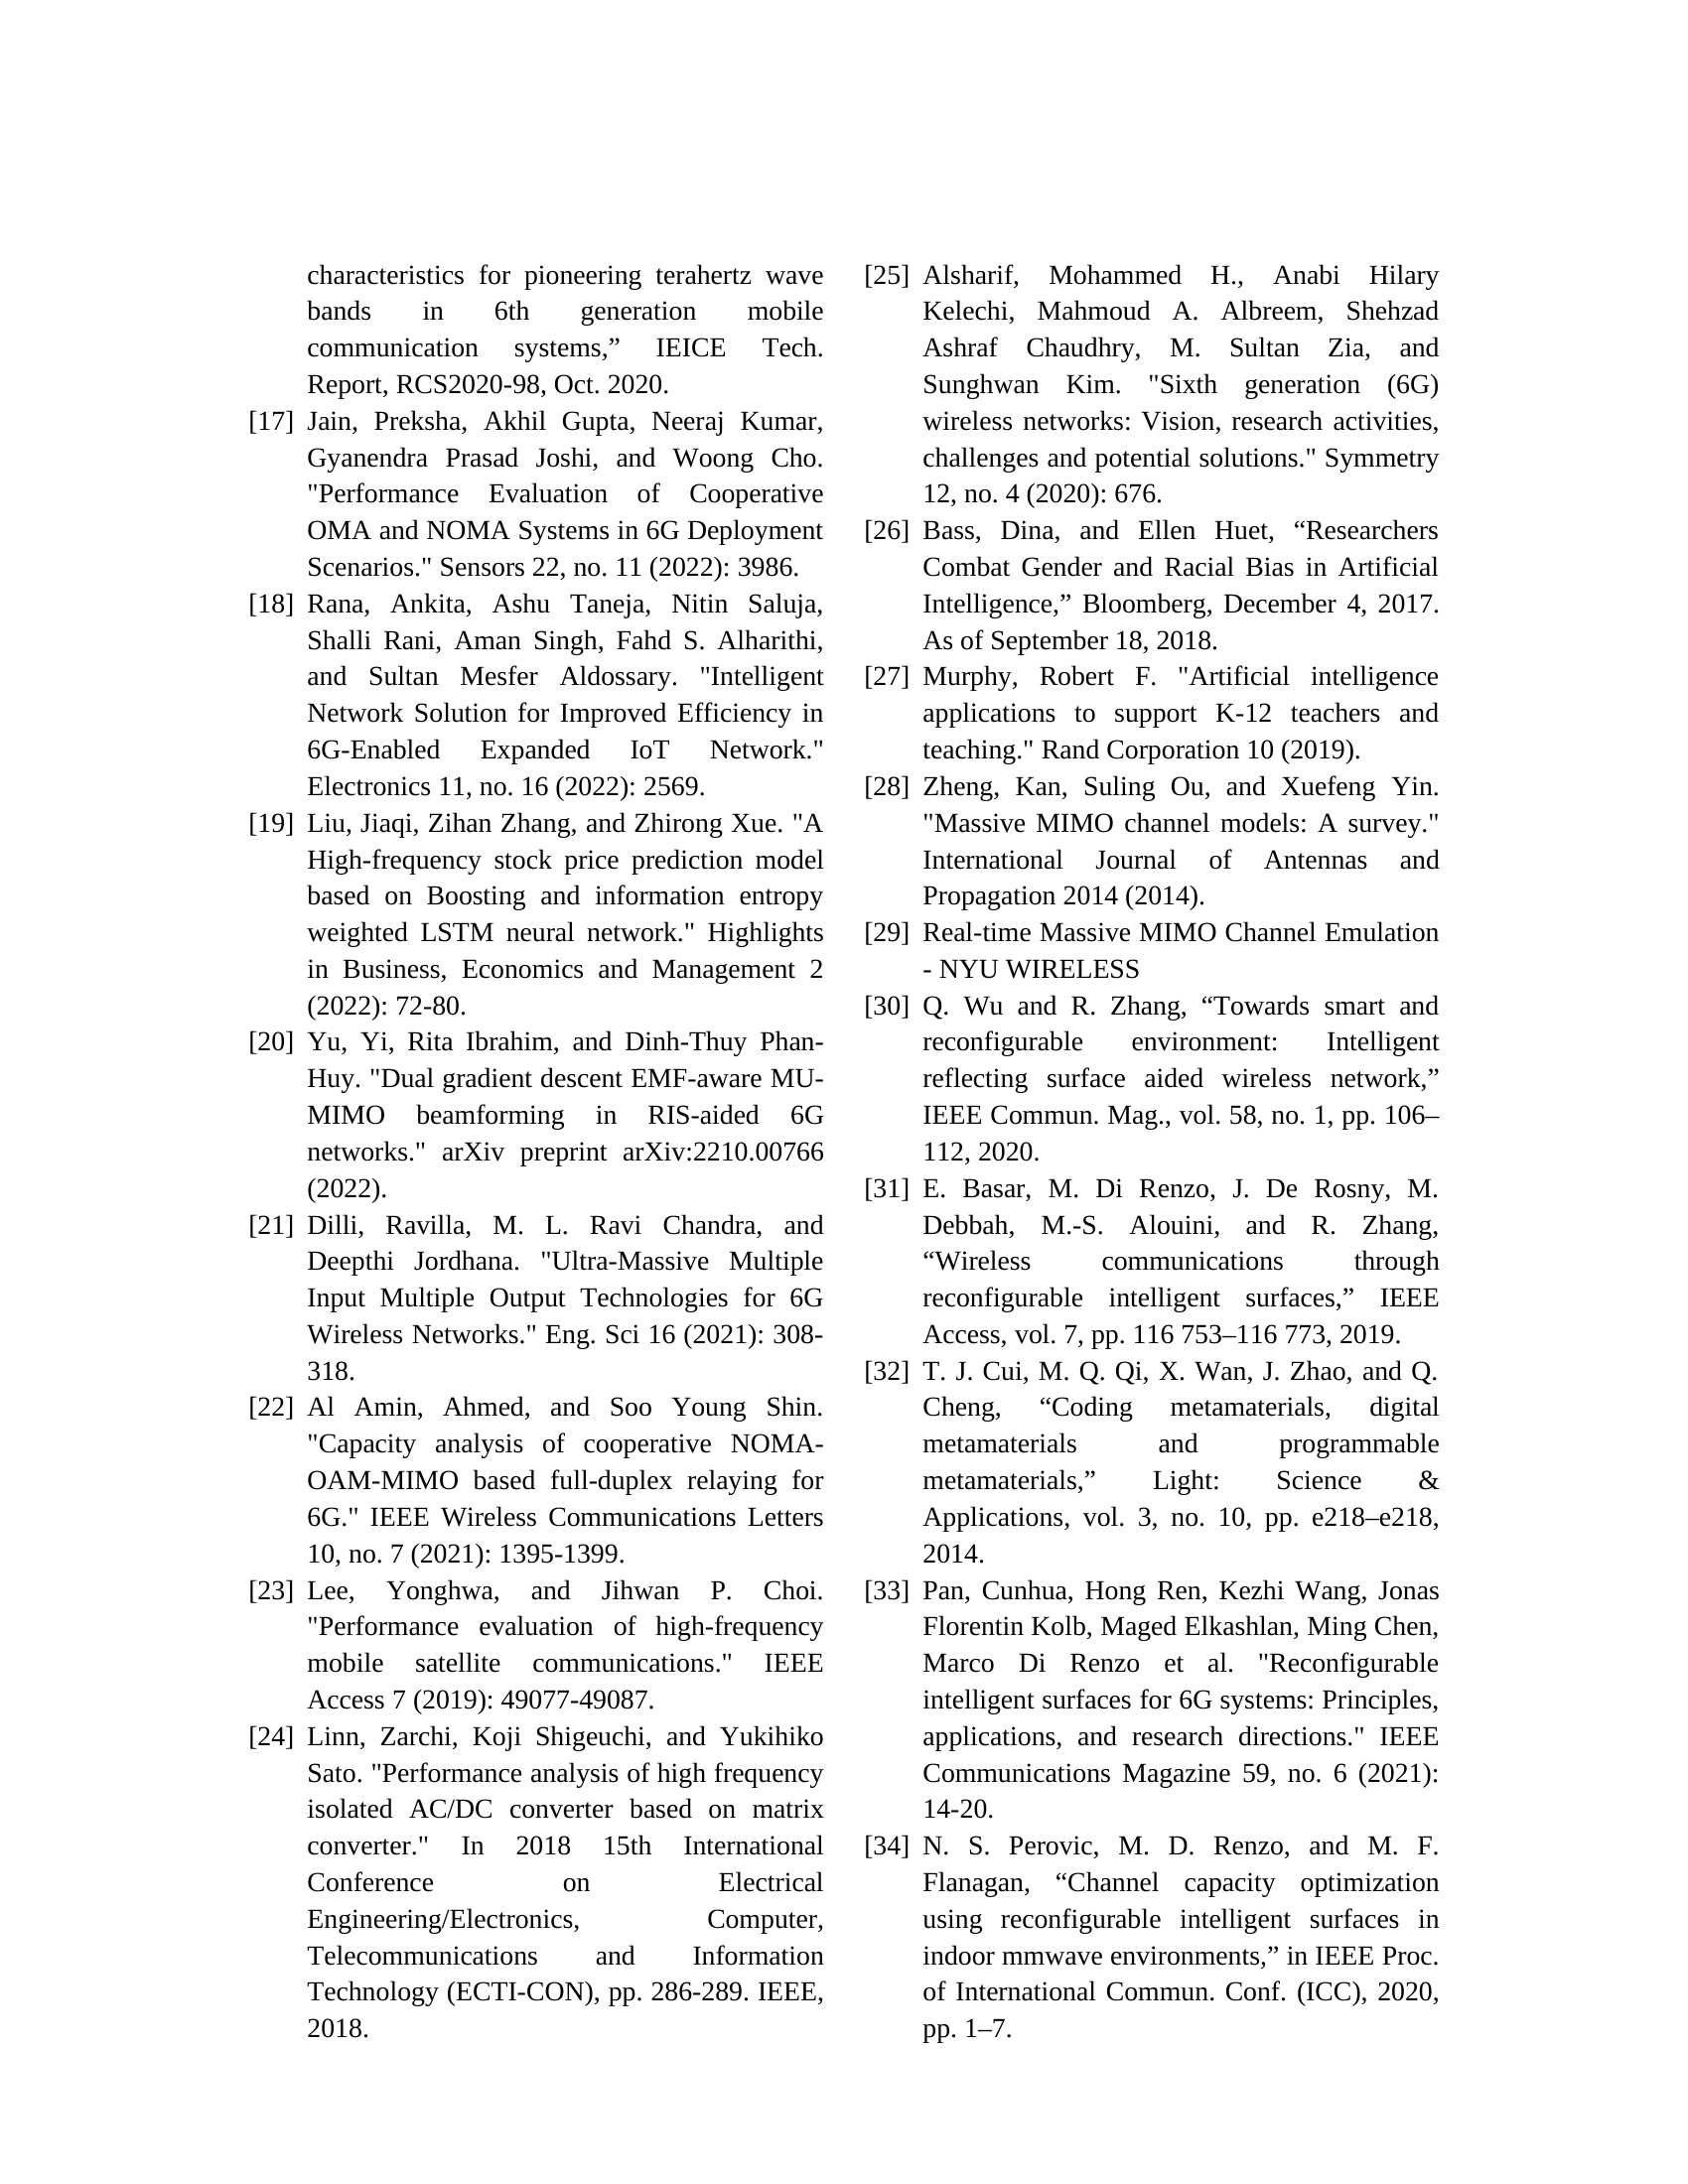 characteristics for pioneering terahertz wave
bands in 6th generation mobile
communication systems,” IEICE Tech.
Report, RCS2020-98, Oct. 2020.
[17] Jain, Preksha, Akhil Gupta, Neeraj Kumar,
Gyanendra Prasad Joshi, and Woong Cho.
"Performance Evaluation of Cooperative
OMA and NOMA Systems in 6G Deployment
Scenarios." Sensors 22, no. 11 (2022): 3986.
[18] Rana, Ankita, Ashu Taneja, Nitin Saluja,
Shalli Rani, Aman Singh, Fahd S. Alharithi,
and Sultan Mesfer Aldossary. "Intelligent
Network Solution for Improved Efficiency in
6G-Enabled Expanded IoT Network."
Electronics 11, no. 16 (2022): 2569.
[19] Liu, Jiaqi, Zihan Zhang, and Zhirong Xue. "A
High-frequency stock price prediction model
based on Boosting and information entropy
weighted LSTM neural network." Highlights
in Business, Economics and Management 2
(2022): 72-80.
[20] Yu, Yi, Rita Ibrahim, and Dinh-Thuy Phan-
Huy. "Dual gradient descent EMF-aware MU-
MIMO beamforming in RIS-aided 6G
networks." arXiv preprint arXiv:2210.00766
(2022).
[21] Dilli, Ravilla, M. L. Ravi Chandra, and
Deepthi Jordhana. "Ultra-Massive Multiple
Input Multiple Output Technologies for 6G
Wireless Networks." Eng. Sci 16 (2021): 308-
318.
[22] Al Amin, Ahmed, and Soo Young Shin.
"Capacity analysis of cooperative NOMA-
OAM-MIMO based full-duplex relaying for
6G." IEEE Wireless Communications Letters
10, no. 7 (2021): 1395-1399.
[23] Lee, Yonghwa, and Jihwan P. Choi.
"Performance evaluation of high-frequency
mobile satellite communications." IEEE
Access 7 (2019): 49077-49087.
[24] Linn, Zarchi, Koji Shigeuchi, and Yukihiko
Sato. "Performance analysis of high frequency
isolated AC/DC converter based on matrix
converter." In 2018 15th International
Conference on Electrical
Engineering/Electronics, Computer,
Telecommunications and Information
Technology (ECTI-CON), pp. 286-289. IEEE,
2018.
[25] Alsharif, Mohammed H., Anabi Hilary
Kelechi, Mahmoud A. Albreem, Shehzad
Ashraf Chaudhry, M. Sultan Zia, and
Sunghwan Kim. "Sixth generation (6G)
wireless networks: Vision, research activities,
challenges and potential solutions." Symmetry
12, no. 4 (2020): 676.
[26] Bass, Dina, and Ellen Huet, “Researchers
Combat Gender and Racial Bias in Artificial
Intelligence,” Bloomberg, December 4, 2017.
As of September 18, 2018.
[27] Murphy, Robert F. "Artificial intelligence
applications to support K-12 teachers and
teaching." Rand Corporation 10 (2019).
[28] Zheng, Kan, Suling Ou, and Xuefeng Yin.
"Massive MIMO channel models: A survey."
International Journal of Antennas and
Propagation 2014 (2014).
[29] Real-time Massive MIMO Channel Emulation
- NYU WIRELESS
[30] Q. Wu and R. Zhang, “Towards smart and
reconfigurable environment: Intelligent
reflecting surface aided wireless network,”
IEEE Commun. Mag., vol. 58, no. 1, pp. 106–
112, 2020.
[31] E. Basar, M. Di Renzo, J. De Rosny, M.
Debbah, M.-S. Alouini, and R. Zhang,
“Wireless communications through
reconfigurable intelligent surfaces,” IEEE
Access, vol. 7, pp. 116 753–116 773, 2019.
[32] T. J. Cui, M. Q. Qi, X. Wan, J. Zhao, and Q.
Cheng, “Coding metamaterials, digital
metamaterials and programmable
metamaterials,” Light: Science &
Applications, vol. 3, no. 10, pp. e218–e218,
2014.
[33] Pan, Cunhua, Hong Ren, Kezhi Wang, Jonas
Florentin Kolb, Maged Elkashlan, Ming Chen,
Marco Di Renzo et al. "Reconfigurable
intelligent surfaces for 6G systems: Principles,
applications, and research directions." IEEE
Communications Magazine 59, no. 6 (2021):
14-20.
[34] N. S. Perovic, M. D. Renzo, and M. F.
Flanagan, “Channel capacity optimization
using reconfigurable intelligent surfaces in
indoor mmwave environments,” in IEEE Proc.
of International Commun. Conf. (ICC), 2020,
pp. 1–7.